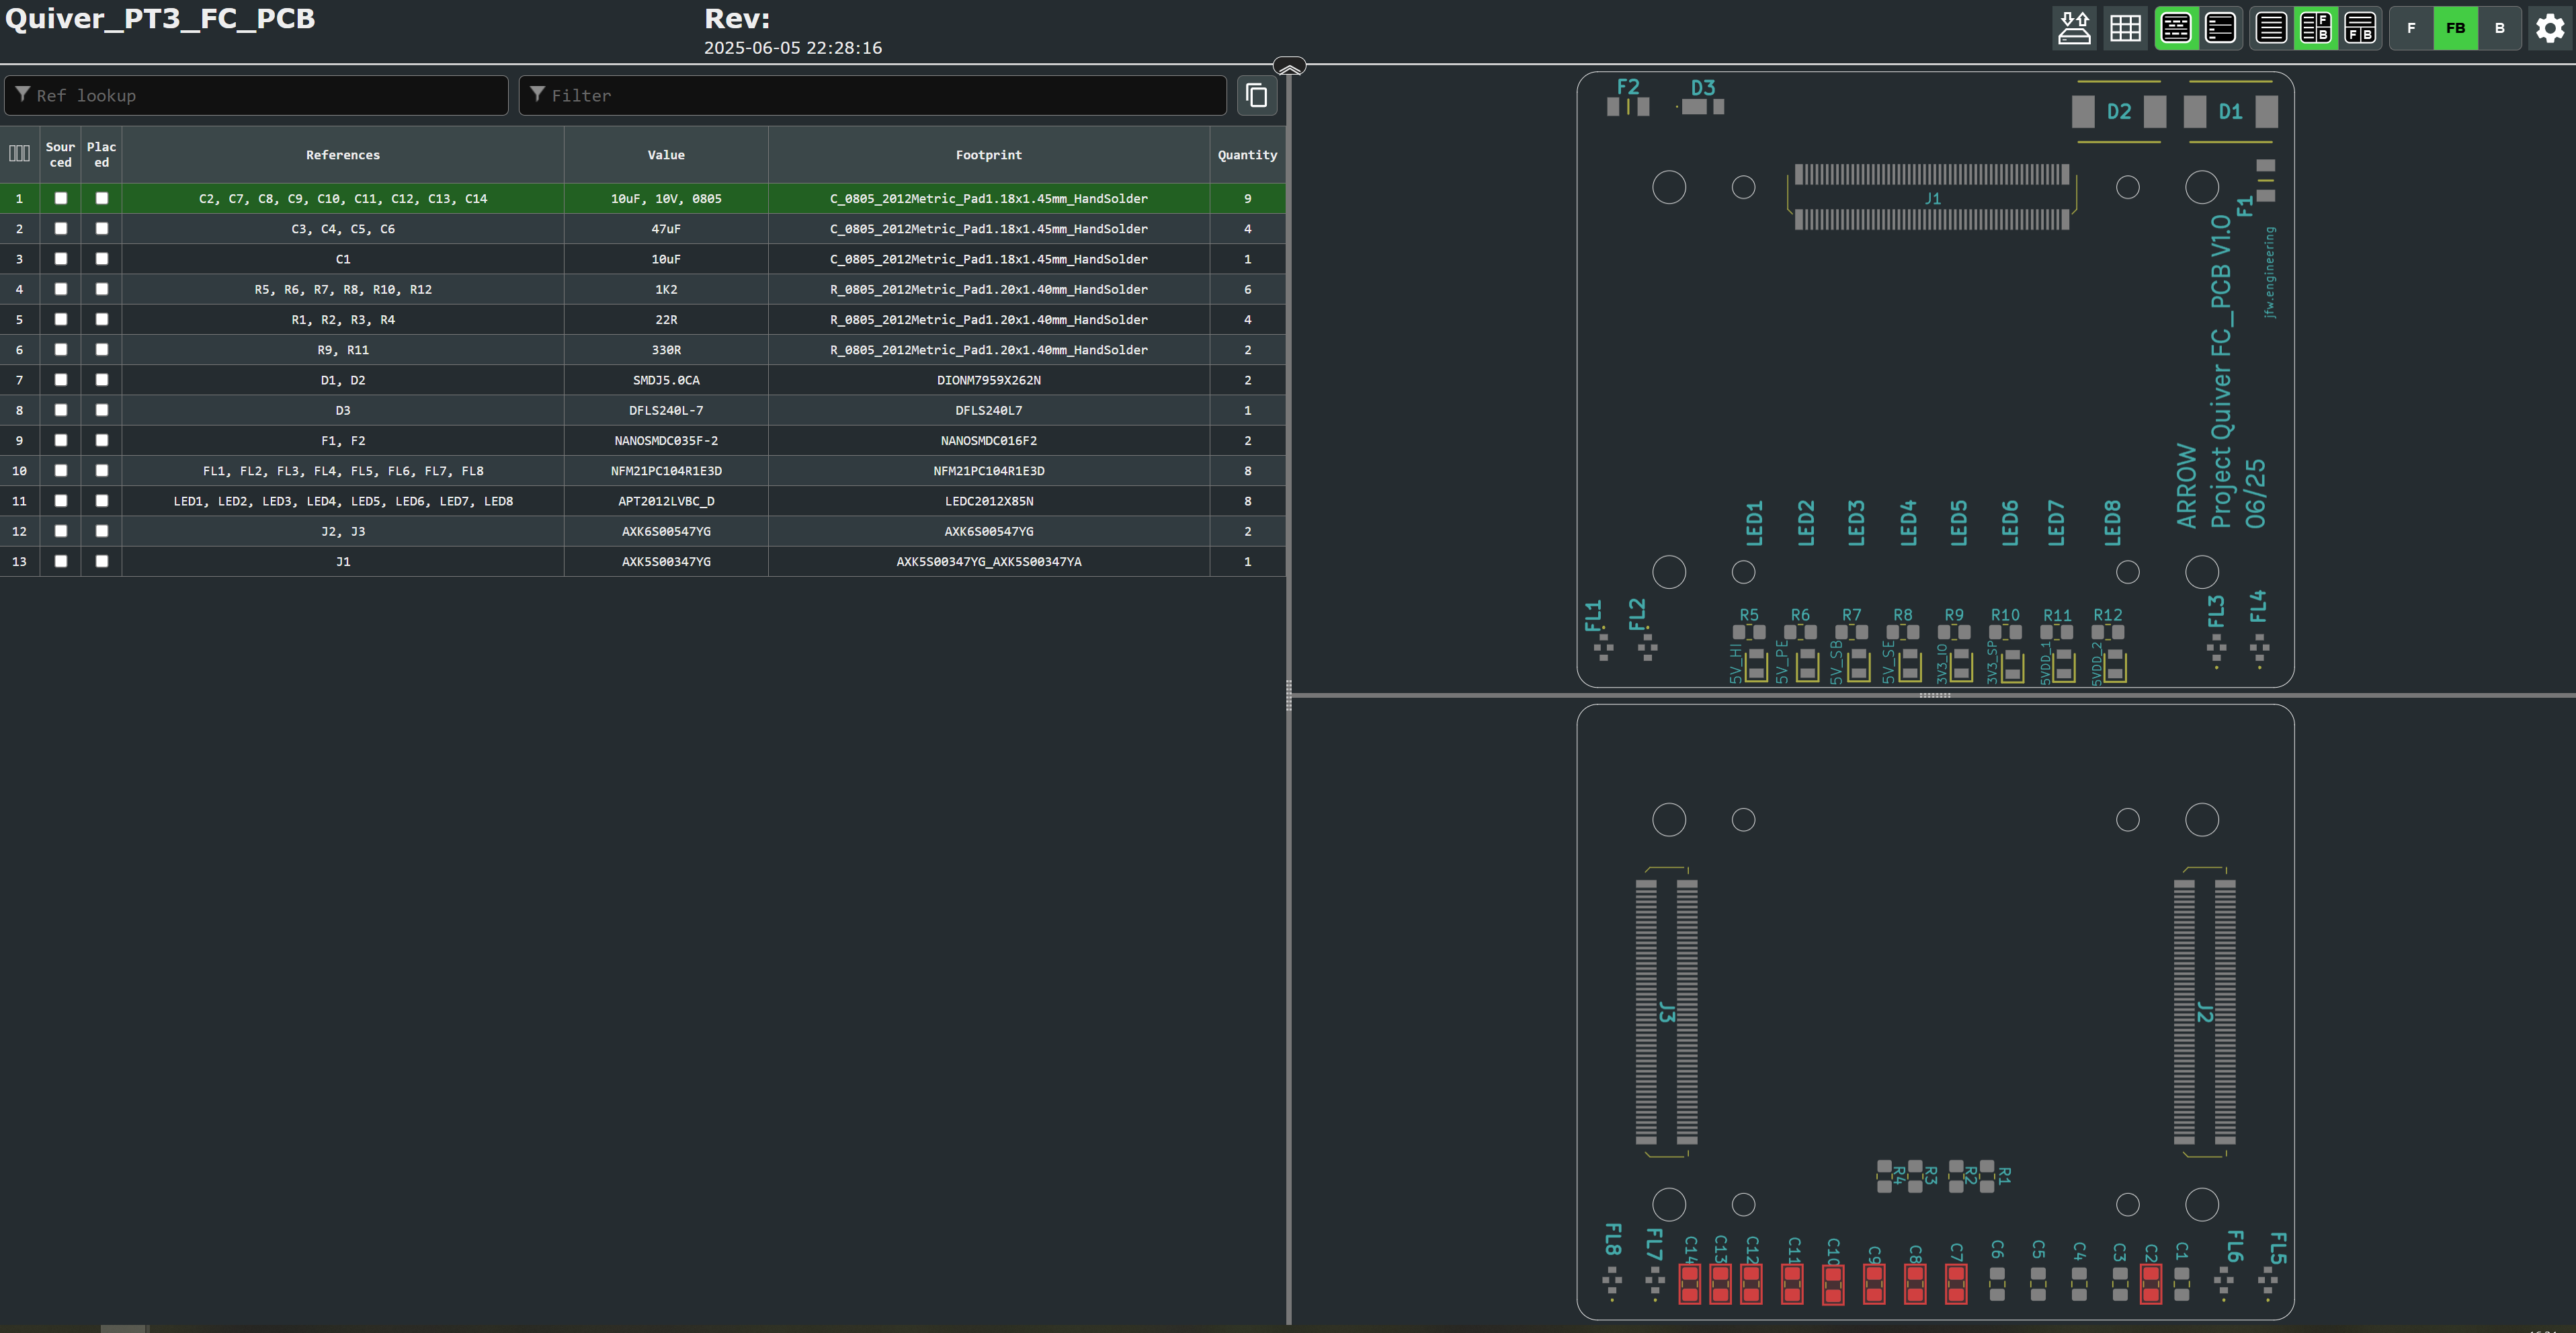 Quiver_PT3_FC_PCB
Rev:
2025-06-05 22:28:16
F FB B
Ref lookup
Filter
Sourced Placed References Value Footprint Quantity
1 C2, C7, C8, C9, C10, C11, C12, C13, C14 10uF, 10V, 0805 C_0805_2012Metric_Pad1.18x1.45mm_HandSolder 9
2 C3, C4, C5, C6 47uF C_0805_2012Metric_Pad1.18x1.45mm_HandSolder 4
3 C1 10uF C_0805_2012Metric_Pad1.18x1.45mm_HandSolder 1
4 R5, R6, R7, R8, R10, R12 1K2 R_0805_2012Metric_Pad1.20x1.40mm_HandSolder 6
5 R1, R2, R3, R4 22R R_0805_2012Metric_Pad1.20x1.40mm_HandSolder 4
6 R9, R11 330R R_0805_2012Metric_Pad1.20x1.40mm_HandSolder 2
7 D1, D2 SMDJ5.0CA DIONM7959X262N 2
8 D3 DFLS240L-7 DFLS240L7 1
9 F1, F2 NANOSMDC035F-2 NANOSMDC016F2 2
10 FL1, FL2, FL3, FL4, FL5, FL6, FL7, FL8 NFM21PC104R1E3D NFM21PC104R1E3D 8
11 LED1, LED2, LED3, LED4, LED5, LED6, LED7, LED8 APT2012LVBC_D LEDC2012X85N 8
12 J2, J3 AXK6S00547YG AXK6S00547YG 2
13 J1 AXK5S00347YG AXK5S00347YG_AXK5S00347YA 1
F2 D3 D2 D1
J1
F1
jfw.engineering
ARROW
Project Quiver FC_PCB V1.0
06/25
LED1 LED2 LED3 LED4 LED5 LED6 LED7 LED8
FL1 FL2 FL3 FL4
R5 R6 R7 R8 R9 R10 R11 R12
5V_HI 5V_PE 5V_SB 5V_SE 3V3_IO 3V3_SP 5VDD_1 5VDD_2
J3 J2
R4 R3 R2 R1
FL8 FL7 C14 C13 C12 C11 C10 C9 C8 C7 C6 C5 C4 C3 C2 C1 FL6 FL5